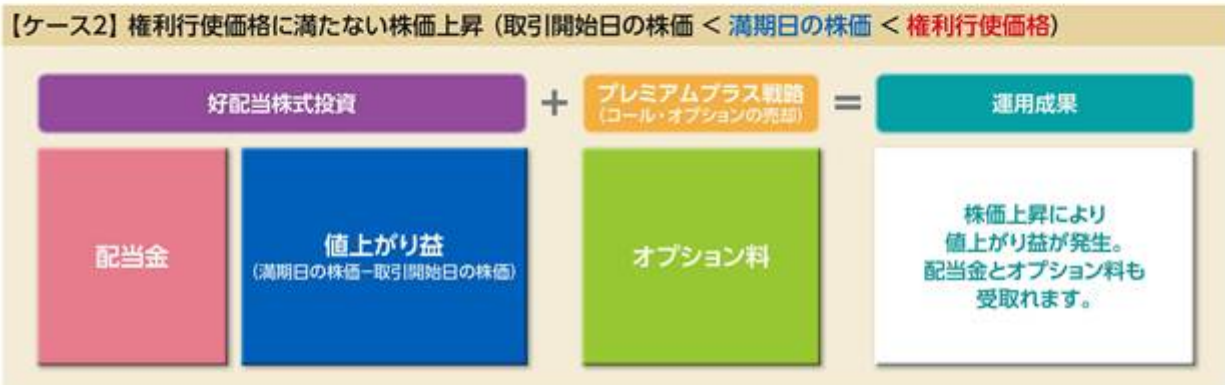 【ケース2】権利行使価格に満たない株価上昇（取引開始日の株価 < 満期日の株価 < 権利行使価格）
好配当株式投資
+
プレミアムプラス戦略
（コール・オプションの売却）
=
運用成果
配当金
値上がり益
（満期日の株価−取引開始日の株価）
オプション料
株価上昇により
値上がり益が発生。
配当金とオプション料も
受取れます。